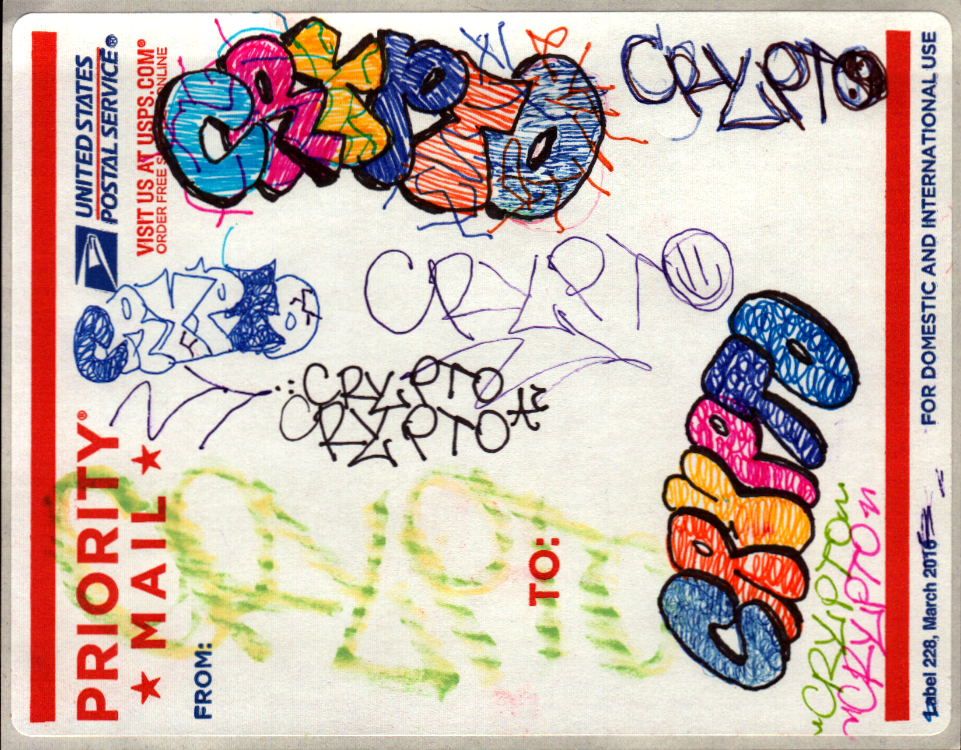 UNITED STATES
POSTAL SERVICE®
VISIT US AT USPS.COM®
ORDER FREE S ONLINE
PRIORITY®
★ MAIL ★
FROM:
TO:
Label 228, March 2016
FOR DOMESTIC AND INTERNATIONAL USE
CRYPTO
CRYPTO
CRYPTO
CRYPTO
CRYPTO
CRYPTO
CRYPTO
CRYPTO
CRYPTO
"CRYPTO"
"CRYPTO"